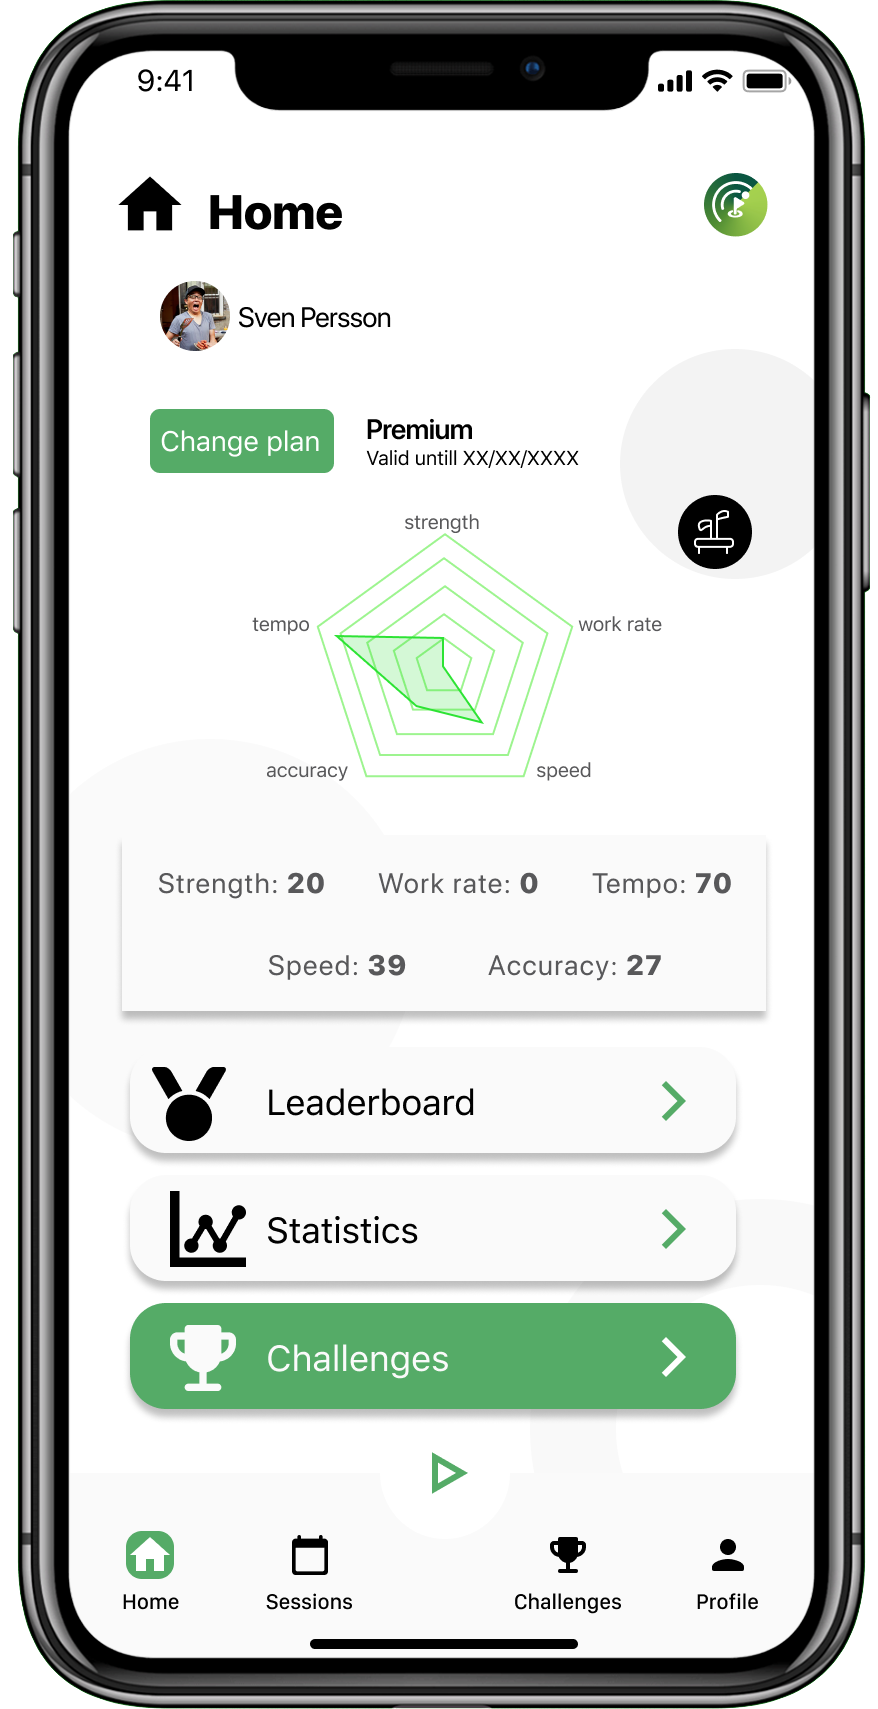 9:41
Home
Sven Persson
Change plan
Premium
Valid untill XX/XX/XXXX
strength
tempo
work rate
accuracy
speed
Strength: 20 Work rate: 0 Tempo: 70
Speed: 39 Accuracy: 27
Leaderboard
Statistics
Challenges
Home Sessions Challenges Profile